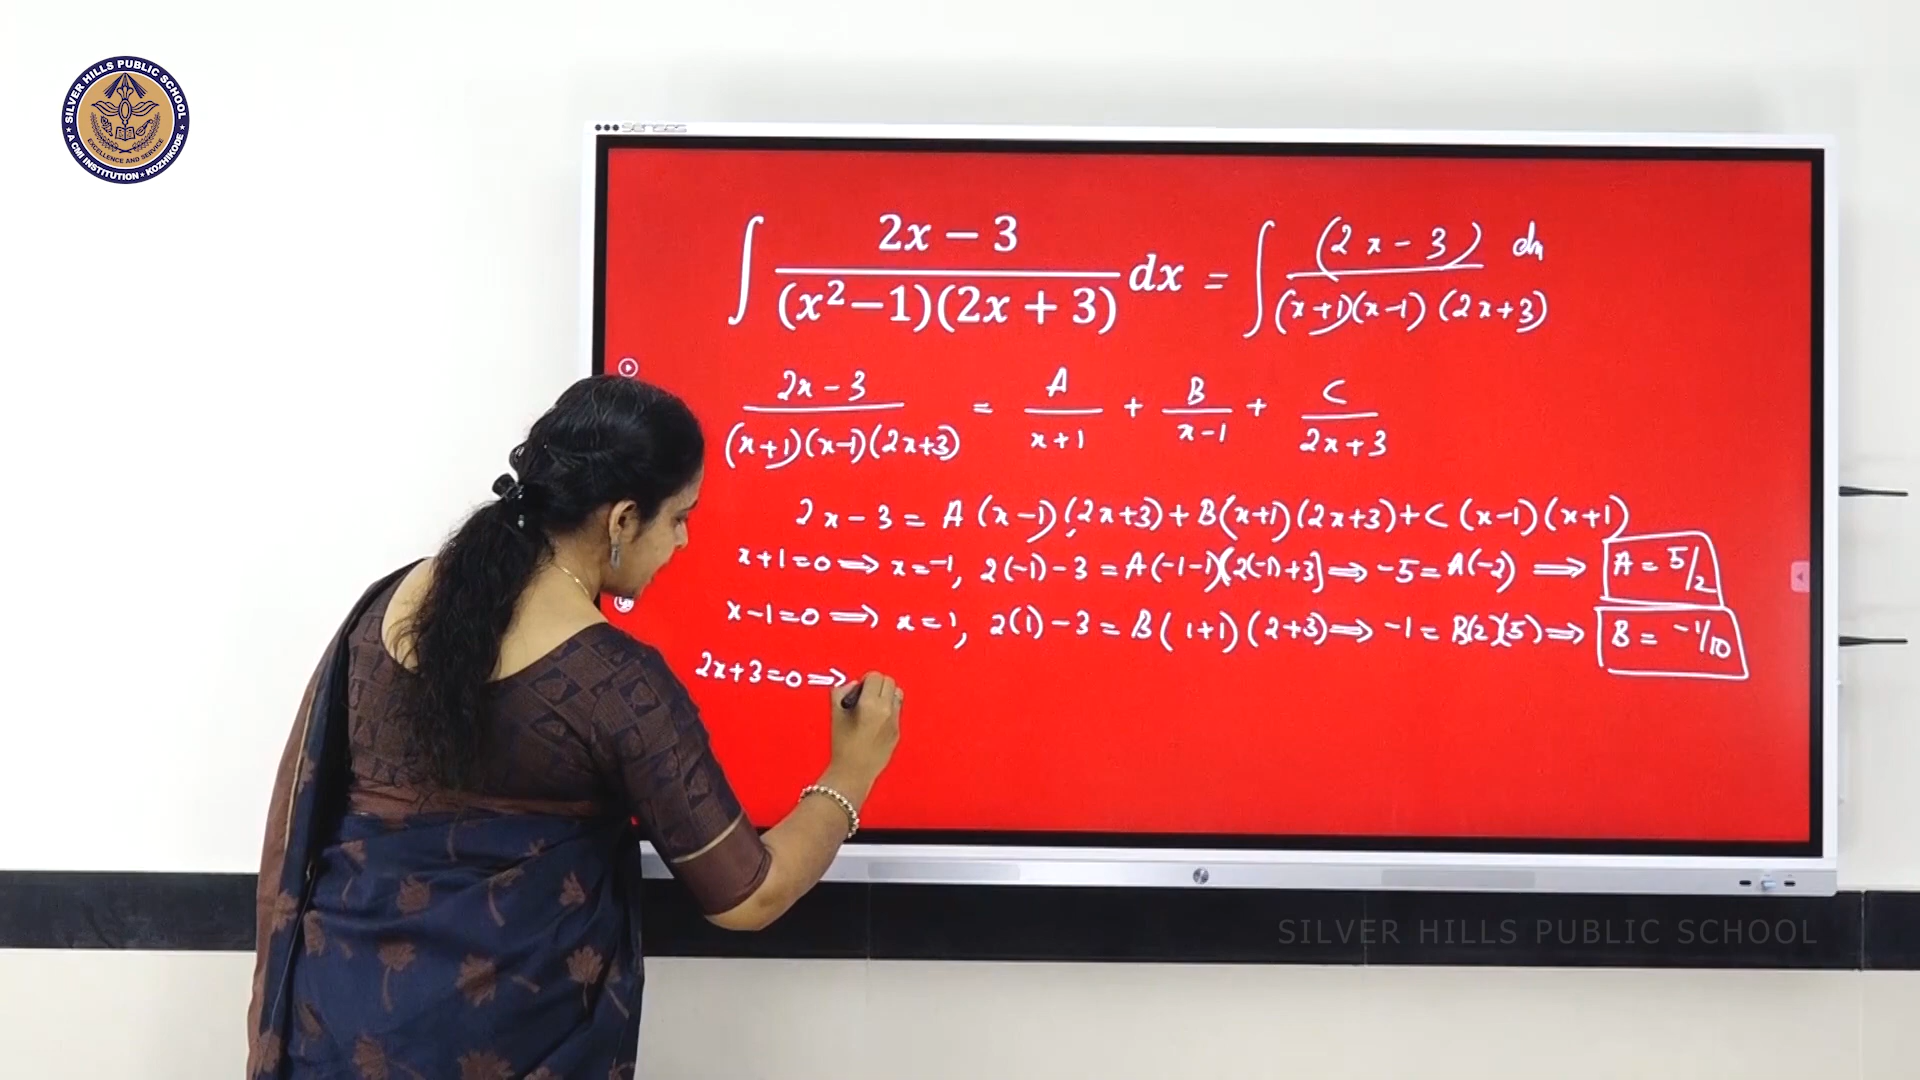 SILVER HILLS PUBLIC SCHOOL
EXCELLENCE AND SERVICE
★ A CMI INSTITUTION ★ KOZHIKODE ★
senses
∫ (2x − 3)/((x²−1)(2x + 3)) dx = ∫ (2x-3) dx/((x+1)(x-1)(2x+3))
(2x-3)/((x+1)(x-1)(2x+3)) = A/(x+1) + B/(x-1) + C/(2x+3)
2x-3 = A(x-1)(2x+3)+B(x+1)(2x+3)+C(x-1)(x+1)
x+1=0 ⟹ x=-1, 2(-1)-3 = A(-1-1)(2(-1)+3) ⟹ -5=A(-2) ⟹ A = 5/2
x-1=0 ⟹ x=1, 2(1)-3 = B(1+1)(2+3) ⟹ -1 = B(2)(5) ⟹ B = -1/10
2x+3=0 ⟹
SILVER HILLS PUBLIC SCHOOL